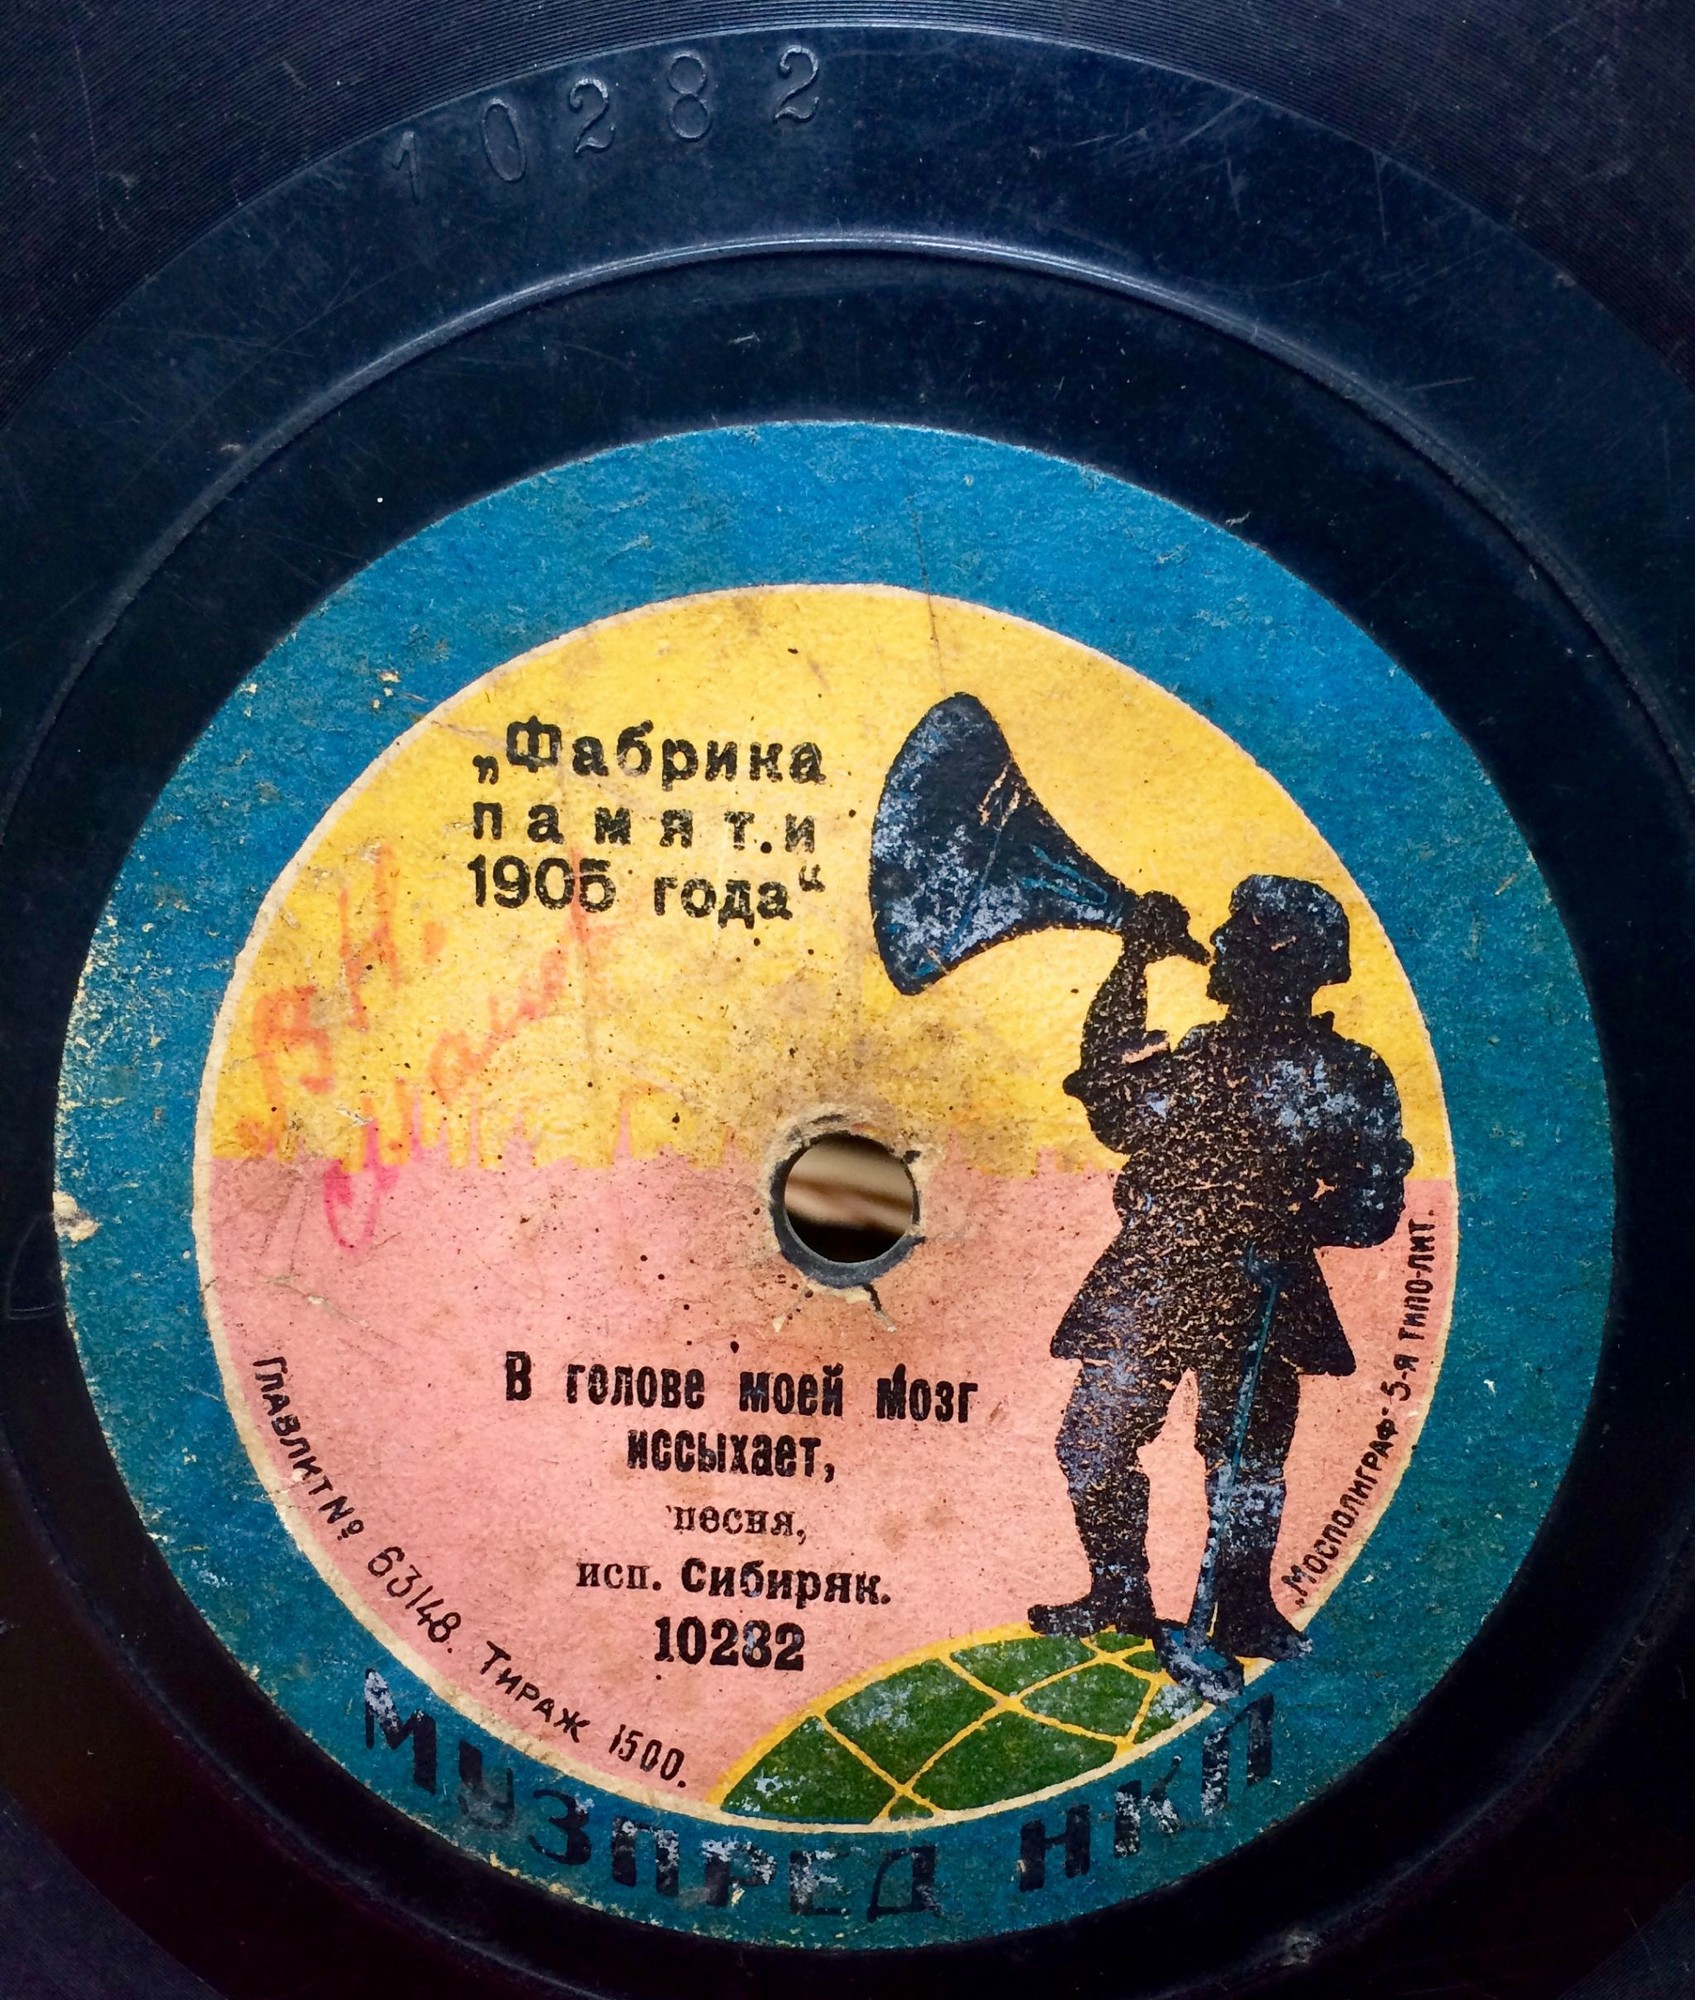 10282
„Фабрика
памяти
1905 года“
В голове моей мозг
иссыхает,
песня,
исп. Сибиряк.
10282
Главлит № 63148. Тираж 1500.
„Мосполиграф“ 5-я типо-лит.
МУЗПРЕД НКП